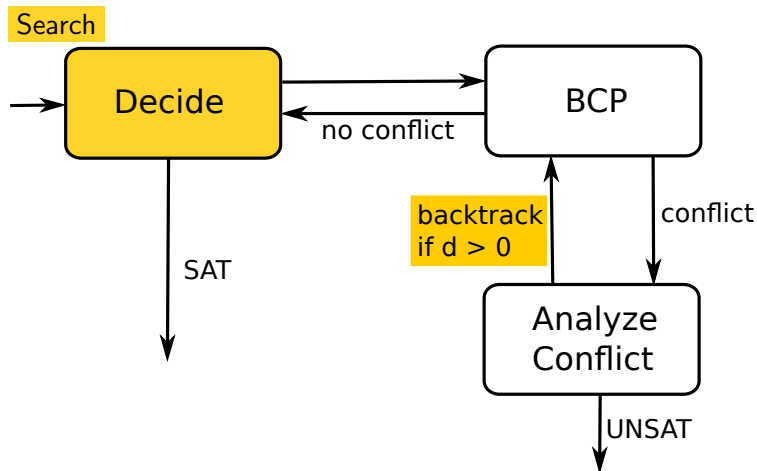 Search
Decide
BCP
no conflict
backtrack
if d > 0
conflict
SAT
Analyze
Conflict
UNSAT